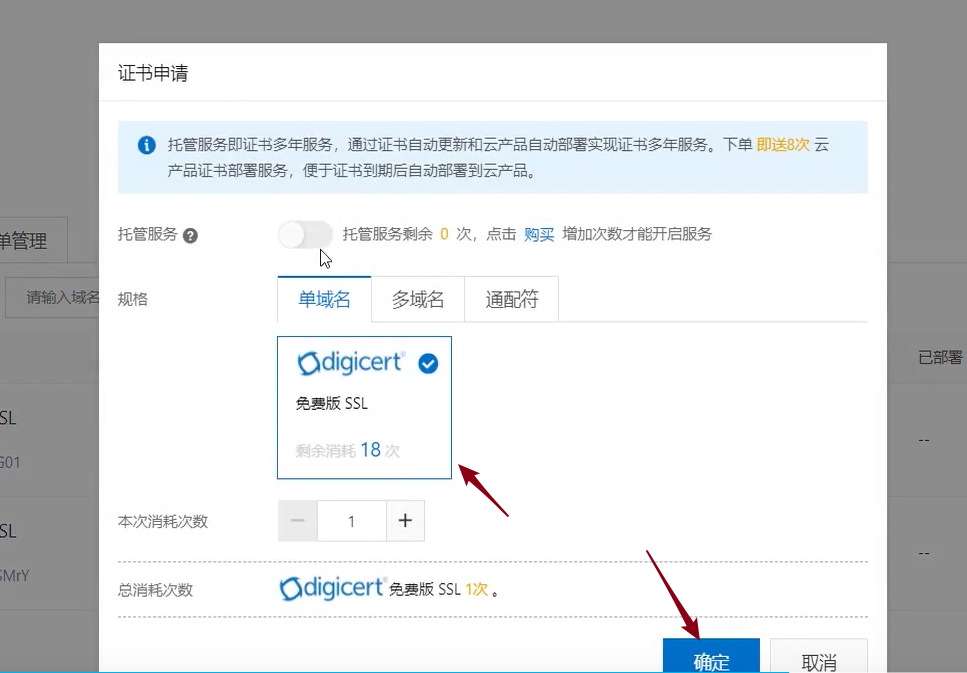 证书申请
托管服务即证书多年服务，通过证书自动更新和云产品自动部署实现证书多年服务。下单 即送8次 云
产品证书部署服务，便于证书到期后自动部署到云产品。
单管理
托管服务 ? 托管服务剩余 0 次，点击 购买 增加次数才能开启服务
请输入域名
规格 单域名 多域名 通配符
已部署
digicert
免费版 SSL
SL
剩余消耗 18 次
--
G01
本次消耗次数 − 1 +
SL
--
SMrY
总消耗次数 digicert 免费版 SSL 1次 。
确定 取消